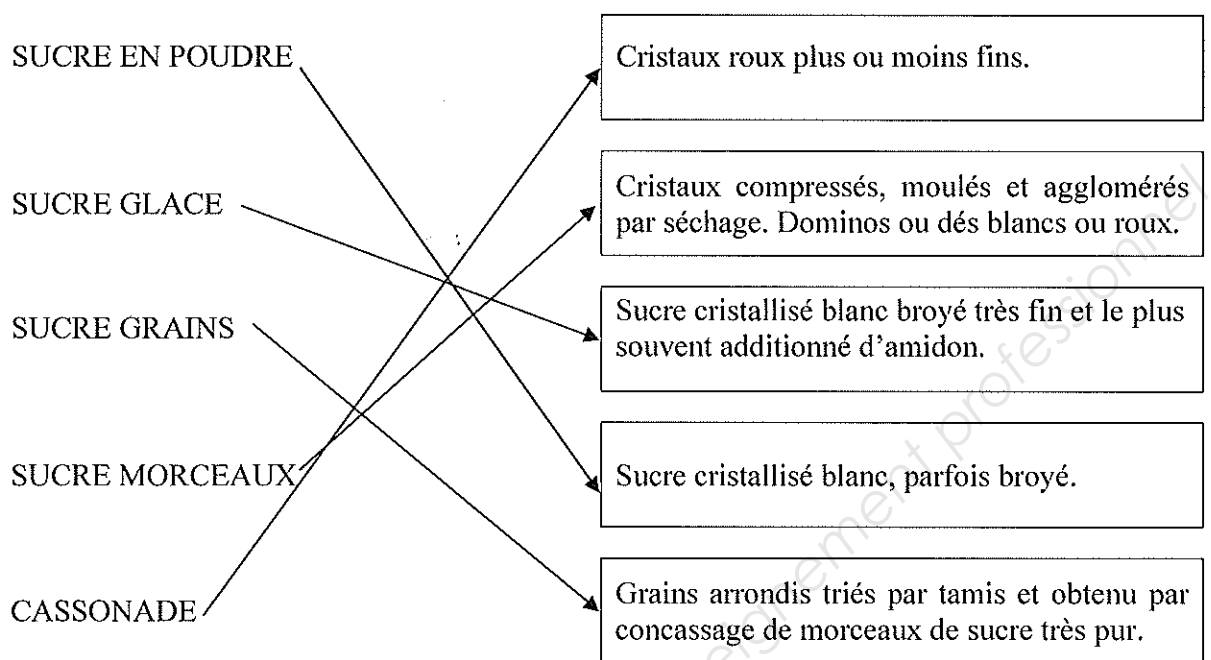 SUCRE EN POUDRE
Cristaux roux plus ou moins fins.
SUCRE GLACE
Cristaux compressés, moulés et agglomérés
par séchage. Dominos ou dés blancs ou roux.
SUCRE GRAINS
Sucre cristallisé blanc broyé très fin et le plus
souvent additionné d'amidon.
SUCRE MORCEAUX
Sucre cristallisé blanc, parfois broyé.
CASSONADE
Grains arrondis triés par tamis et obtenu par
concassage de morceaux de sucre très pur.
professionnel